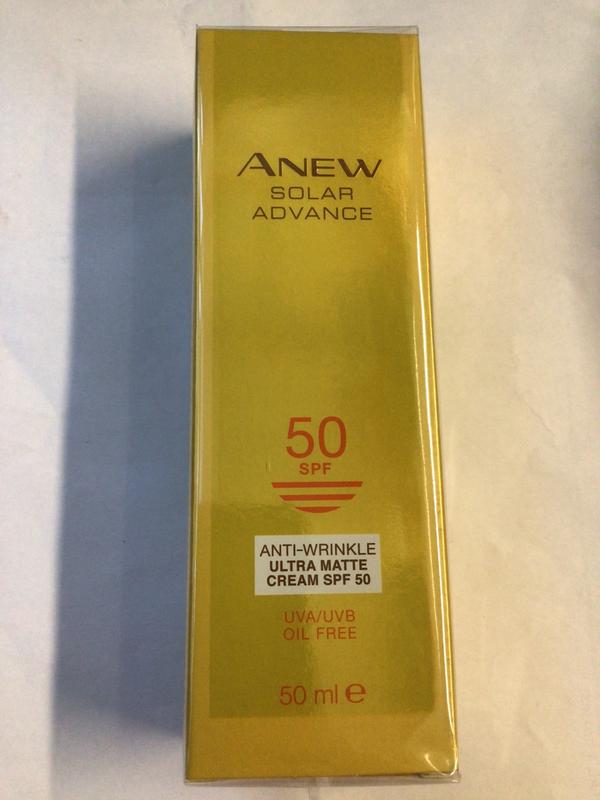 ANEW
SOLAR
ADVANCE
50
SPF
ANTI-WRINKLE
ULTRA MATTE
CREAM SPF 50
UVA/UVB
OIL FREE
50 ml ℮